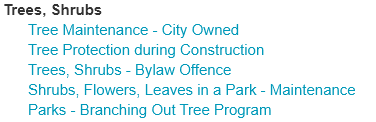 Trees, Shrubs
Tree Maintenance - City Owned
Tree Protection during Construction
Trees, Shrubs - Bylaw Offence
Shrubs, Flowers, Leaves in a Park - Maintenance
Parks - Branching Out Tree Program